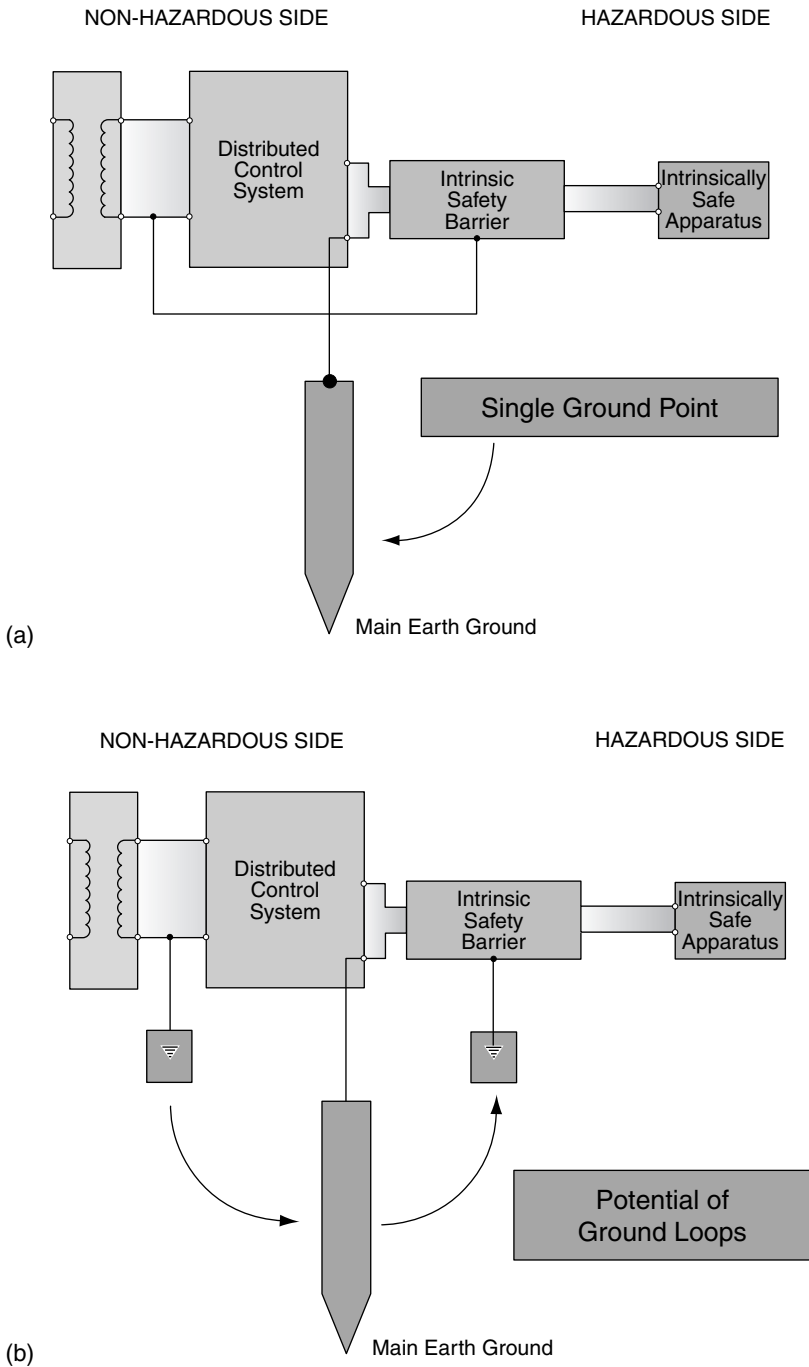 NON-HAZARDOUS SIDE
HAZARDOUS SIDE
Distributed
Control
System
Intrinsic
Safety
Barrier
Intrinsically
Safe
Apparatus
Single Ground Point
Main Earth Ground
(a)
NON-HAZARDOUS SIDE
HAZARDOUS SIDE
Distributed
Control
System
Intrinsic
Safety
Barrier
Intrinsically
Safe
Apparatus
Potential of
Ground Loops
Main Earth Ground
(b)